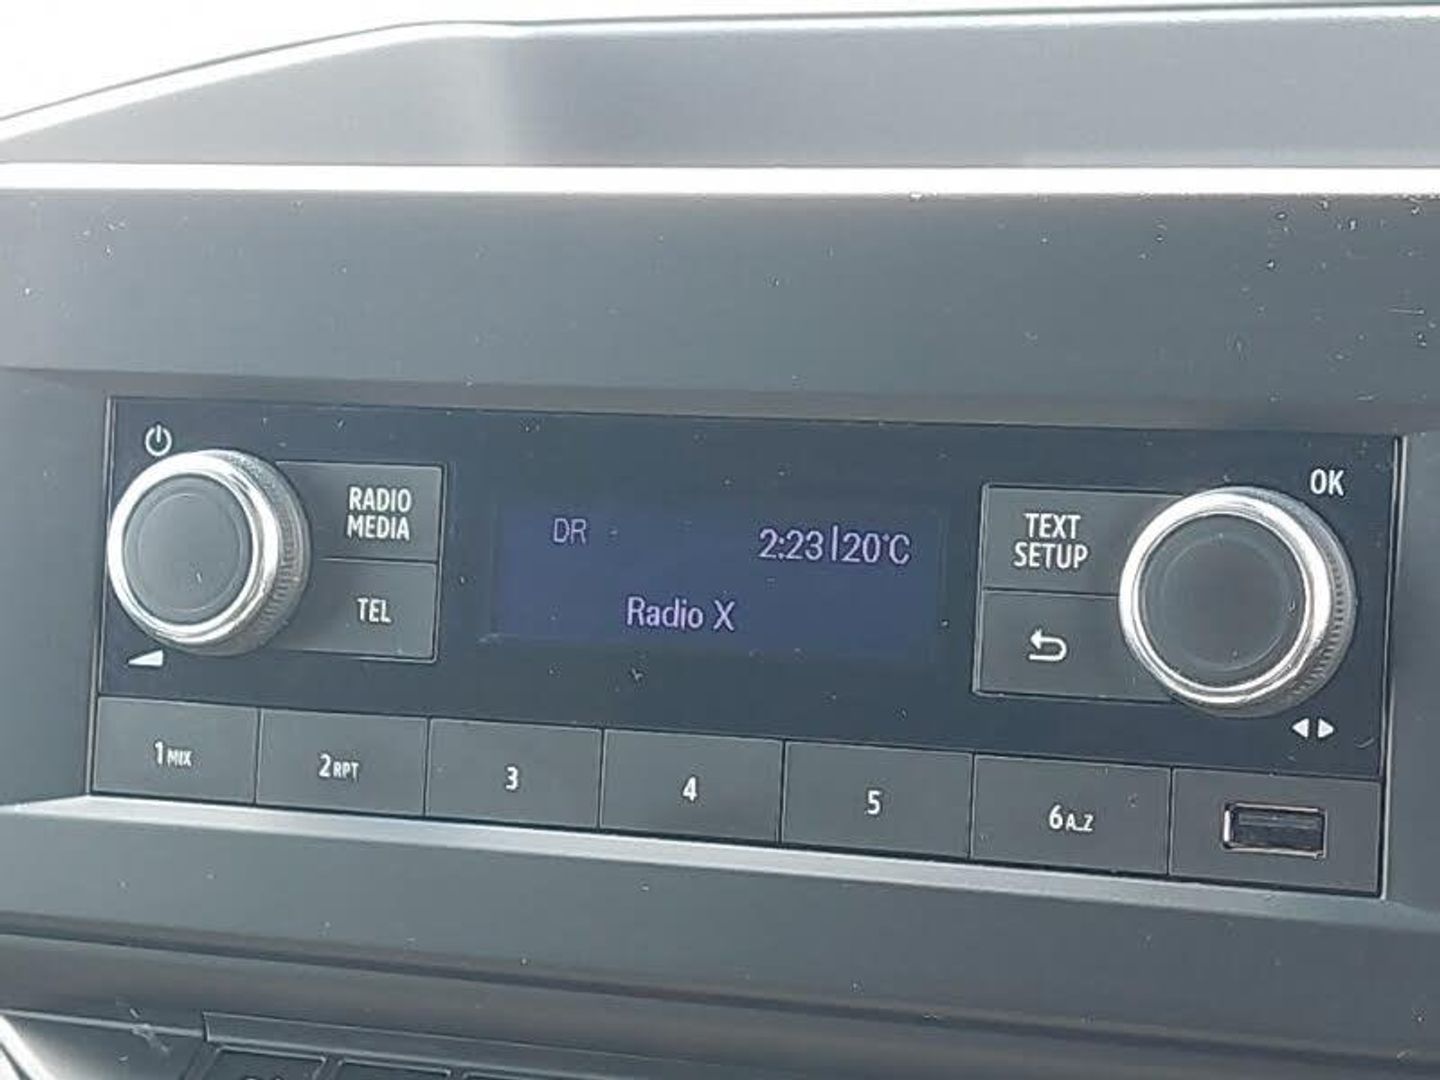 OK
RADIO
MEDIA
DR
2:23|20°C
TEXT
SETUP
TEL
Radio X
1 MIX
2 RPT
3
4
5
6 A..Z